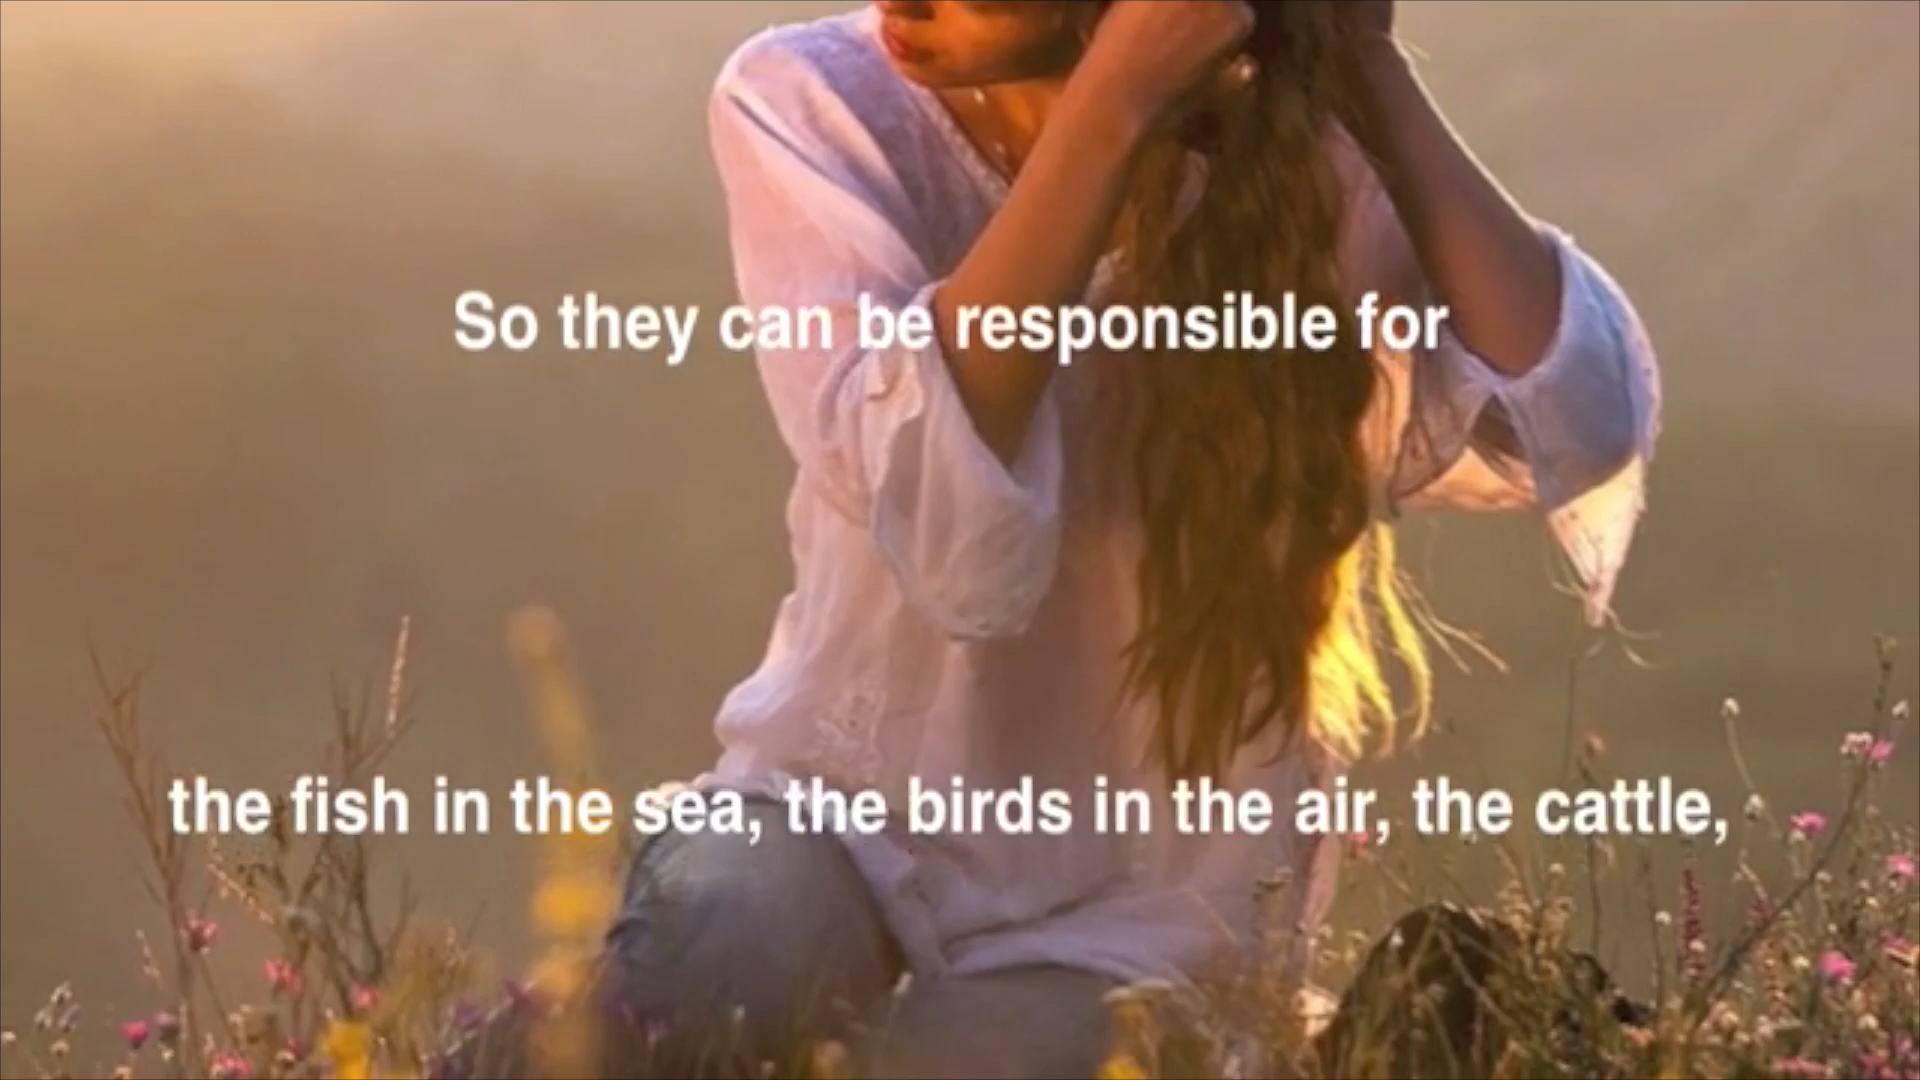 So they can be responsible for
the fish in the sea, the birds in the air, the cattle,